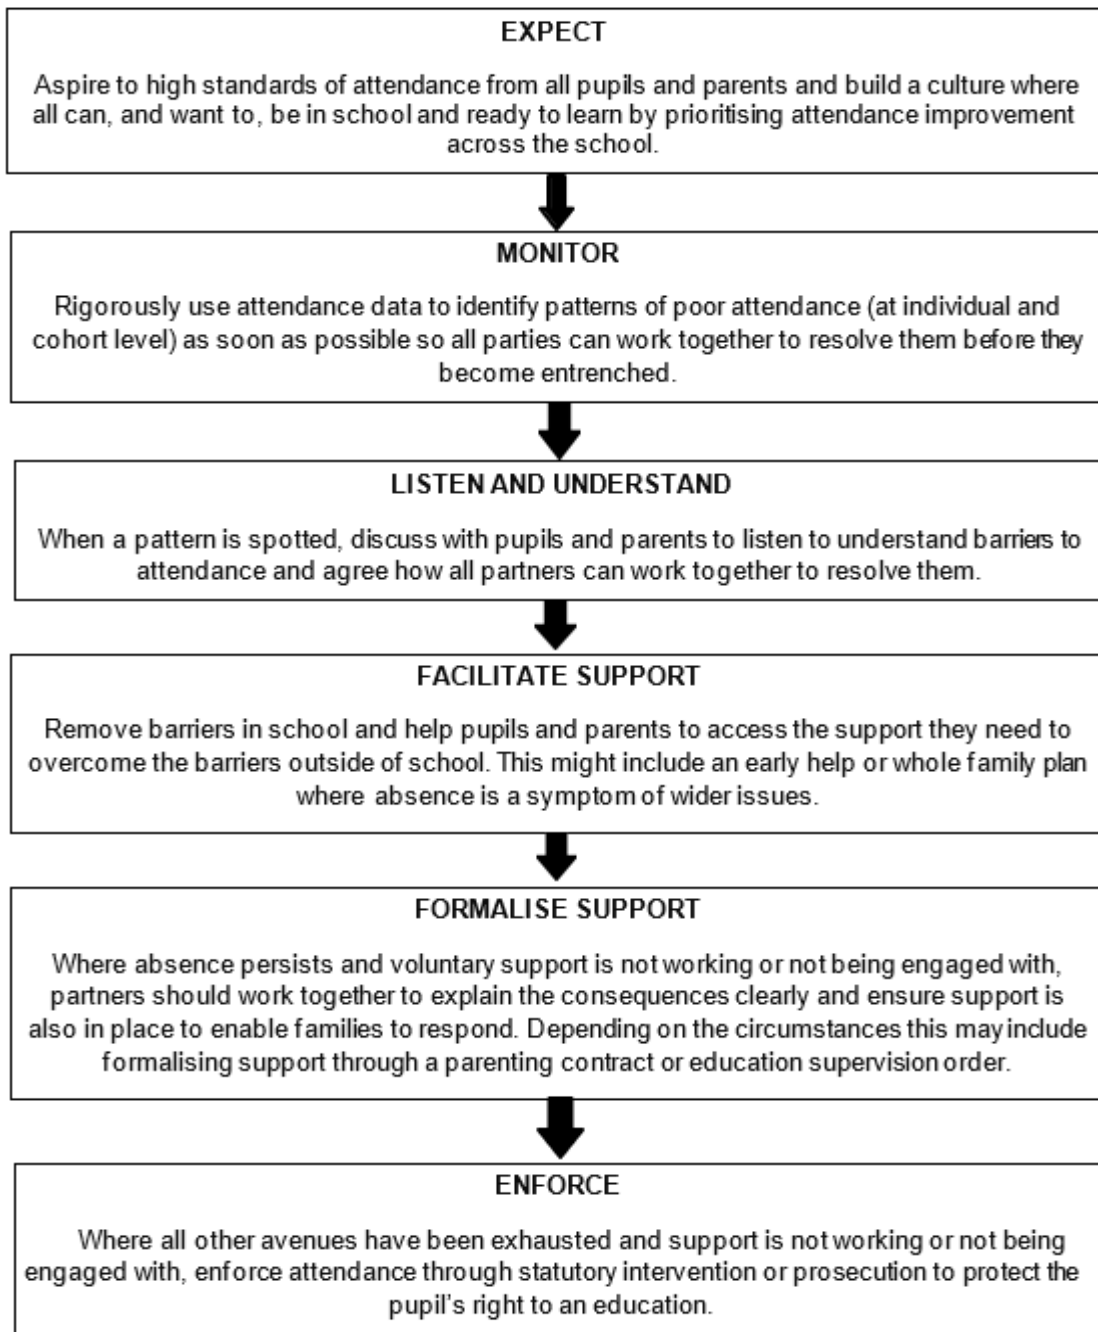 EXPECT
Aspire to high standards of attendance from all pupils and parents and build a culture where
all can, and want to, be in school and ready to learn by prioritising attendance improvement
across the school.
MONITOR
Rigorously use attendance data to identify patterns of poor attendance (at individual and
cohort level) as soon as possible so all parties can work together to resolve them before they
become entrenched.
LISTEN AND UNDERSTAND
When a pattern is spotted, discuss with pupils and parents to listen to understand barriers to
attendance and agree how all partners can work together to resolve them.
FACILITATE SUPPORT
Remove barriers in school and help pupils and parents to access the support they need to
overcome the barriers outside of school. This might include an early help or whole family plan
where absence is a symptom of wider issues.
FORMALISE SUPPORT
Where absence persists and voluntary support is not working or not being engaged with,
partners should work together to explain the consequences clearly and ensure support is
also in place to enable families to respond. Depending on the circumstances this may include
formalising support through a parenting contract or education supervision order.
ENFORCE
Where all other avenues have been exhausted and support is not working or not being
engaged with, enforce attendance through statutory intervention or prosecution to protect the
pupil's right to an education.